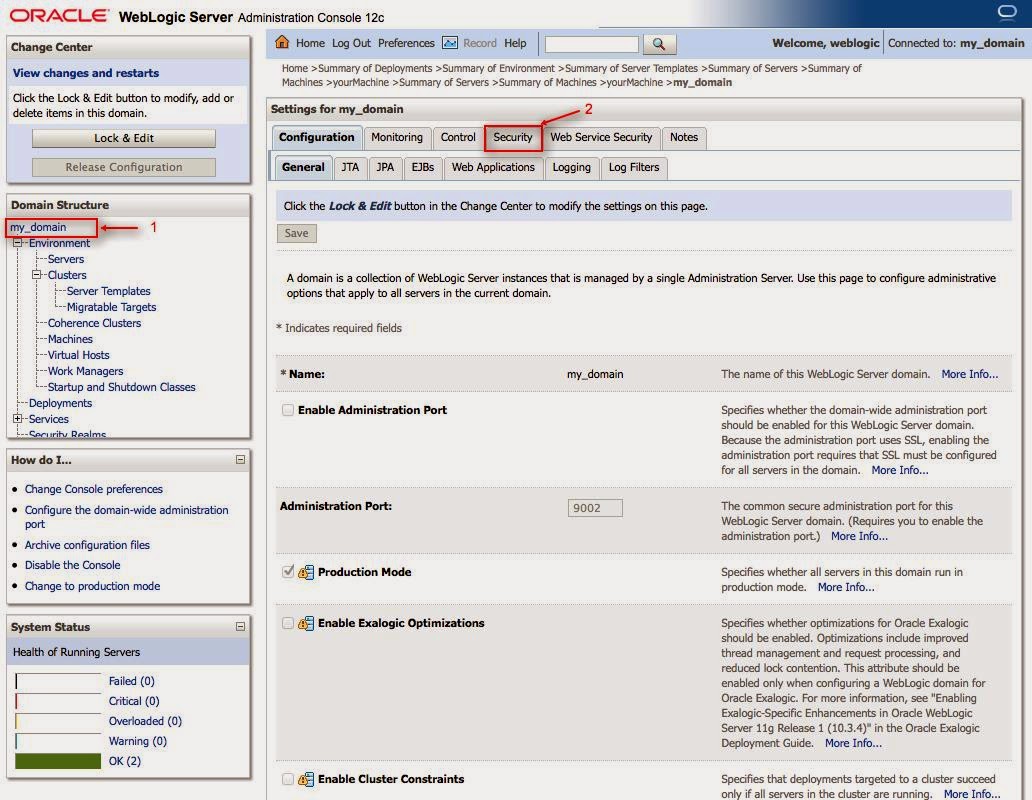 ORACLE WebLogic Server Administration Console 12c
Change Center
View changes and restarts
Click the Lock & Edit button to modify, add or
delete items in this domain.
Lock & Edit
Release Configuration
Domain Structure
my_domain
1
Environment
Servers
Clusters
Server Templates
Migratable Targets
Coherence Clusters
Machines
Virtual Hosts
Work Managers
Startup and Shutdown Classes
Deployments
Services
Security Realms
How do I...
Change Console preferences
Configure the domain-wide administration
port
Archive configuration files
Disable the Console
Change to production mode
System Status
Health of Running Servers
Failed (0)
Critical (0)
Overloaded (0)
Warning (0)
OK (2)
Home Log Out Preferences Record Help
Welcome, weblogic Connected to: my_domain
Home >Summary of Deployments >Summary of Environment >Summary of Server Templates >Summary of Servers >Summary of
Machines >yourMachine >Summary of Servers >Summary of Machines >yourMachine >my_domain
Settings for my_domain
2
Configuration Monitoring Control Security Web Service Security Notes
General JTA JPA EJBs Web Applications Logging Log Filters
Click the Lock & Edit button in the Change Center to modify the settings on this page.
Save
A domain is a collection of WebLogic Server instances that is managed by a single Administration Server. Use this page to configure administrative
options that apply to all servers in the current domain.
* Indicates required fields
* Name: my_domain The name of this WebLogic Server domain. More Info...
Enable Administration Port
Specifies whether the domain-wide administration port
should be enabled for this WebLogic Server domain.
Because the administration port uses SSL, enabling the
administration port requires that SSL must be configured
for all servers in the domain. More Info...
Administration Port: 9002
The common secure administration port for this
WebLogic Server domain. (Requires you to enable the
administration port.) More Info...
Production Mode
Specifies whether all servers in this domain run in
production mode. More Info...
Enable Exalogic Optimizations
Specifies whether optimizations for Oracle Exalogic
should be enabled. Optimizations include improved
thread management and request processing, and
reduced lock contention. This attribute should be
enabled only when configuring a WebLogic domain for
Oracle Exalogic. For more information, see "Enabling
Exalogic-Specific Enhancements in Oracle WebLogic
Server 11g Release 1 (10.3.4)" in the Oracle Exalogic
Deployment Guide. More Info...
Enable Cluster Constraints
Specifies that deployments targeted to a cluster succeed
only if all servers in the cluster are running. More Info...